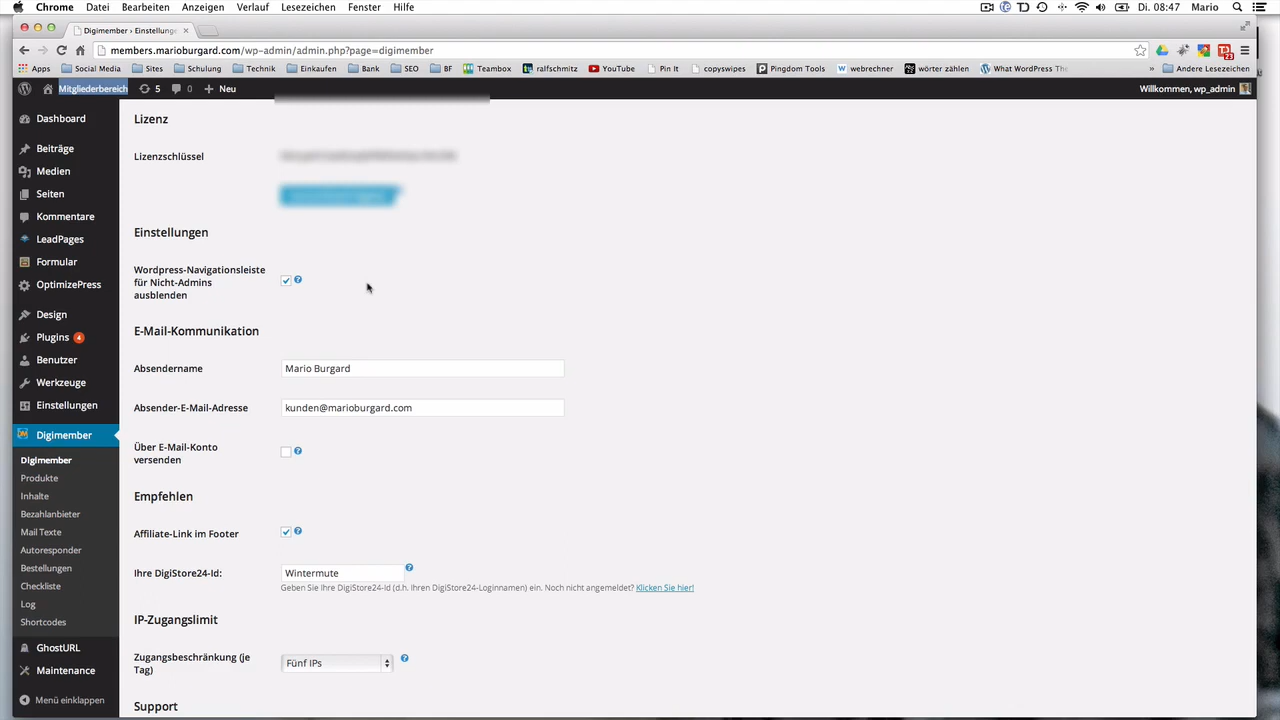 Chrome Datei Bearbeiten Anzeigen Verlauf Lesezeichen Fenster Hilfe Di. 08:47 Mario
Digimember › Einstellunge
members.marioburgard.com/wp-admin/admin.php?page=digimember
Apps Social Media Sites Schulung Technik Einkaufen Bank SEO BF Teambox ralfschmitz YouTube Pin It copyswipes Pingdom Tools webrechner wörter zählen What WordPress The » Andere Lesezeichen
Mitgliederbereich 5 0 Neu Willkommen, wp_admin
Dashboard
Beiträge
Medien
Seiten
Kommentare
LeadPages
Formular
OptimizePress
Design
Plugins 4
Benutzer
Werkzeuge
Einstellungen
Digimember
Digimember
Produkte
Inhalte
Bezahlanbieter
Mail Texte
Autoresponder
Bestellungen
Checkliste
Log
Shortcodes
GhostURL
Maintenance
Menü einklappen
Lizenz
Lizenzschlüssel
Einstellungen
Wordpress-Navigationsleiste
für Nicht-Admins
ausblenden
E-Mail-Kommunikation
Absendername Mario Burgard
Absender-E-Mail-Adresse kunden@marioburgard.com
Über E-Mail-Konto
versenden
Empfehlen
Affiliate-Link im Footer
Ihre DigiStore24-Id: Wintermute
Geben Sie Ihre DigiStore24-Id (d.h. Ihren DigiStore24-Loginnamen) ein. Noch nicht angemeldet? Klicken Sie hier!
IP-Zugangslimit
Zugangsbeschränkung (je
Tag) Fünf IPs
Support